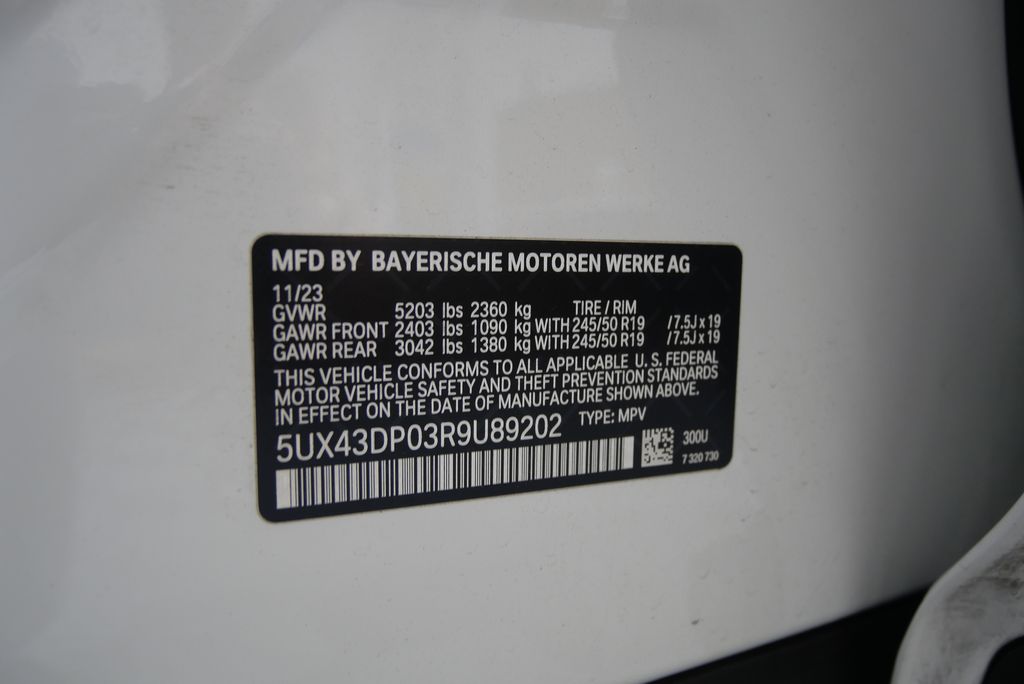 MFD BY BAYERISCHE MOTOREN WERKE AG
11/23
GVWR 5203 lbs 2360 kg TIRE / RIM
GAWR FRONT 2403 lbs 1090 kg WITH 245/50 R19 / 7.5J x 19
GAWR REAR 3042 lbs 1380 kg WITH 245/50 R19 / 7.5J x 19
THIS VEHICLE CONFORMS TO ALL APPLICABLE U. S. FEDERAL
MOTOR VEHICLE SAFETY AND THEFT PREVENTION STANDARDS
IN EFFECT ON THE DATE OF MANUFACTURE SHOWN ABOVE.
5UX43DP03R9U89202 TYPE: MPV
300U
7 320 730